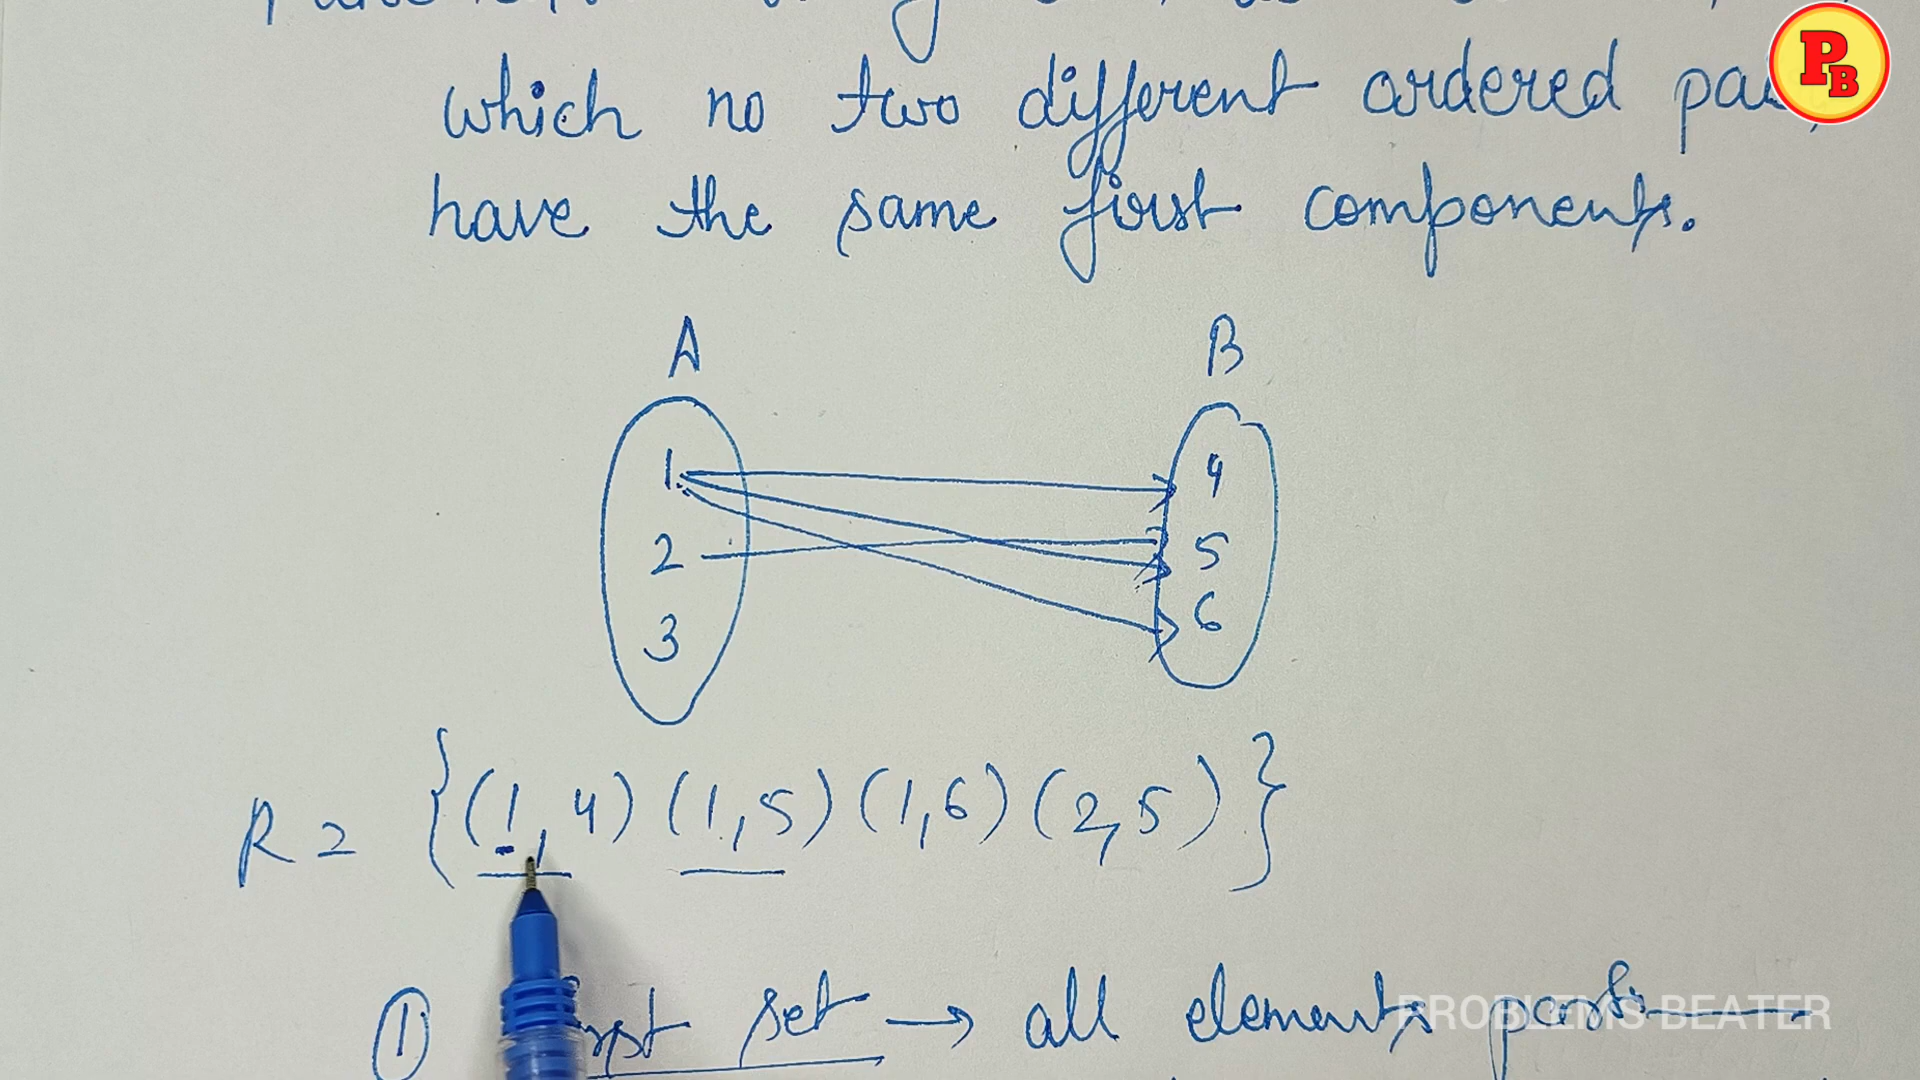 which no two different ordered
have the same first components.
A B
1 4
2 5
3 6
R = {(1,4) (1,5) (1,6) (2,5)}
① set → all elements
PB
PROBLEMS BEATER